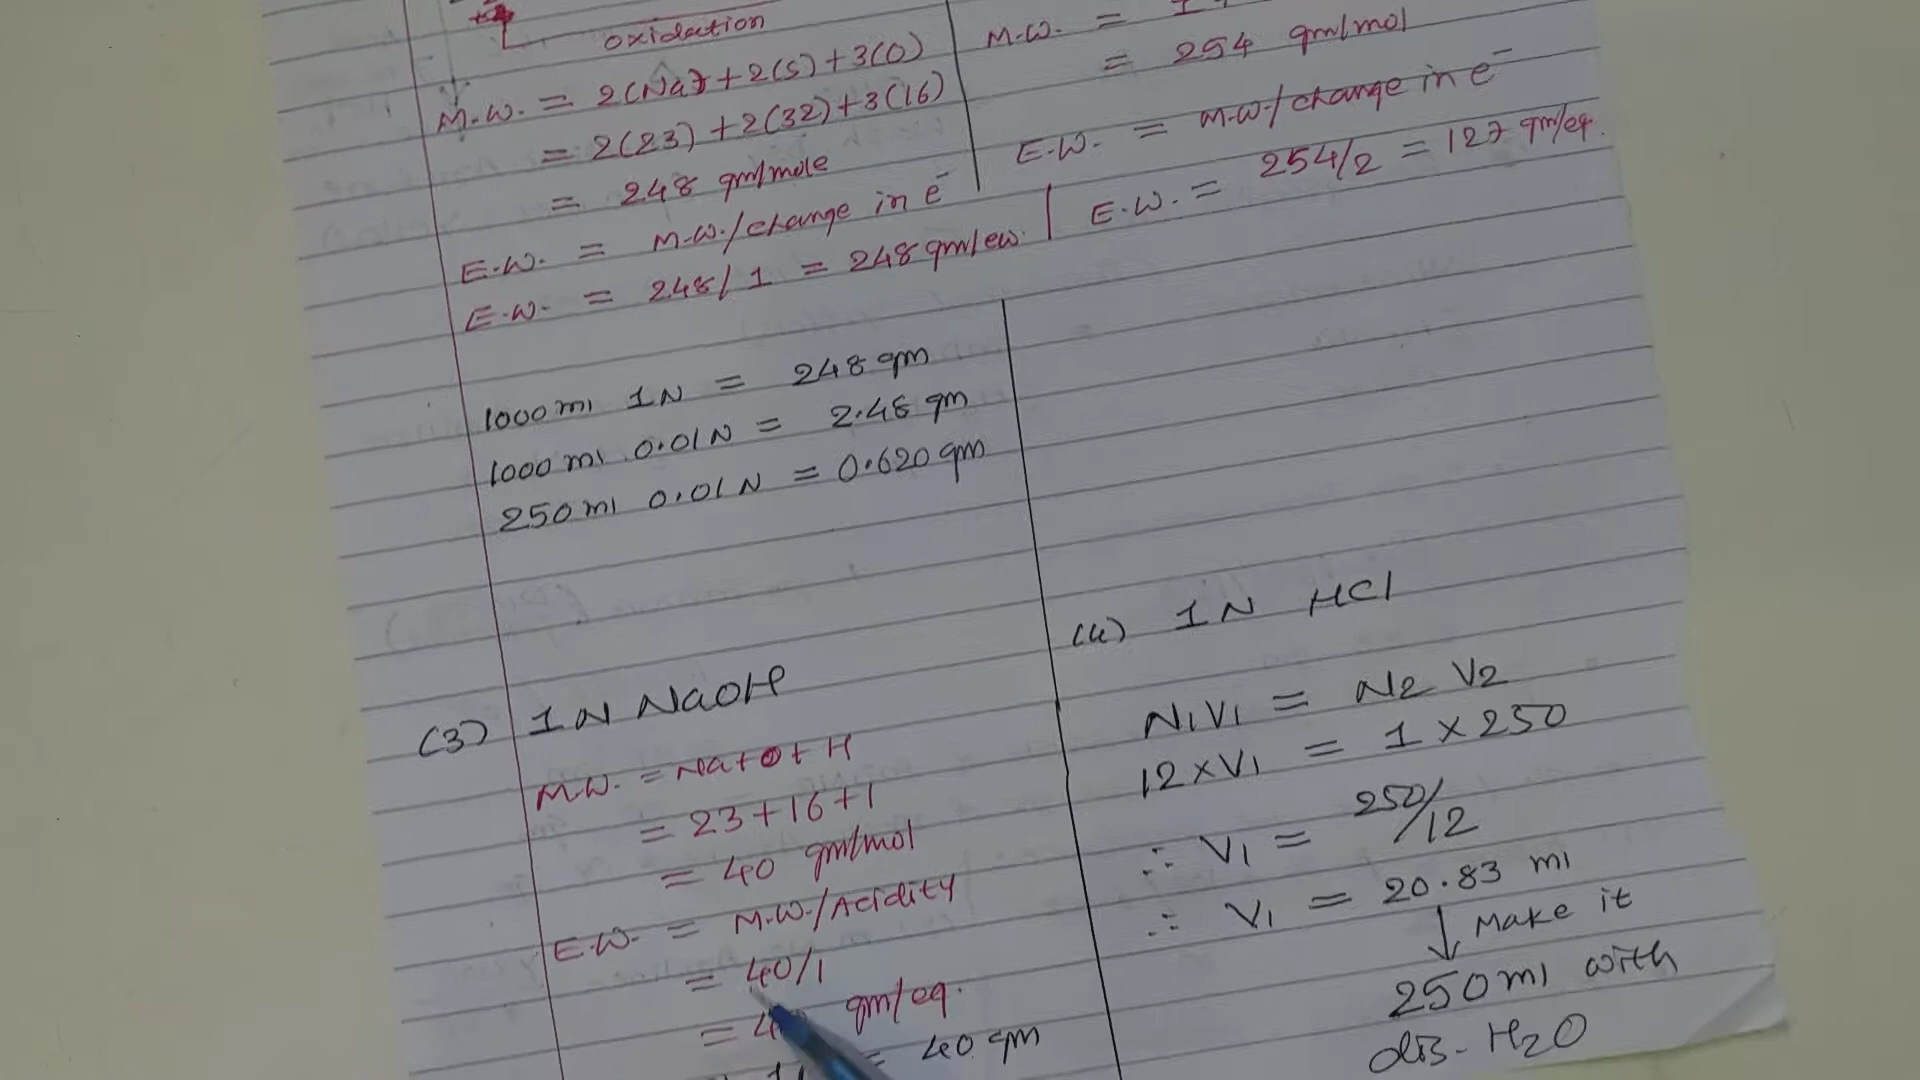 oxidation
M.W. = 2(Na) + 2(S) + 3(O)
= 2(23) + 2(32) + 3(16)
= 248 gm/mole
E.W. = M.W./change in e⁻
E.W. = 248/1 = 248 gm/ew.
M.W. =
= 254 gm/mol
E.W. = M.W./change in e⁻
E.W. = 254/2 = 127 gm/eq.
1000 ml 1N = 248 gm
1000 ml 0.01N = 2.48 gm
250 ml 0.01N = 0.620 gm
(3) 1N NaOH
M.W. = Na+O+H
= 23+16+1
= 40 gm/mol
E.W. = M.W./Acidity
= 40/1
= gm/eq.
= 40 gm
(4) 1N HCl
N1V1 = N2 V2
12×V1 = 1 × 250
∴ V1 = 250/12
∴ V1 = 20.83 ml
↓ Make it
250 ml with
dis. H2O